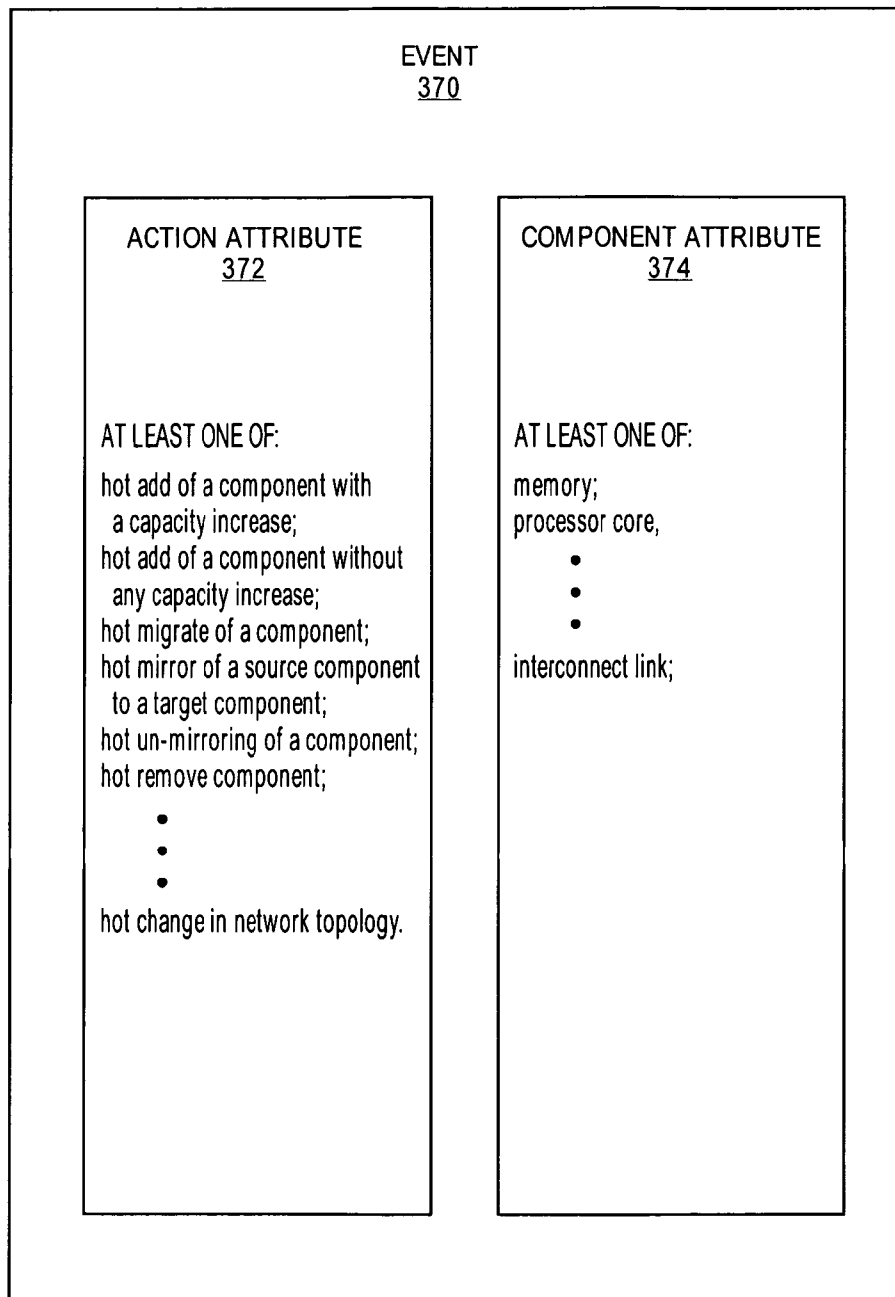 EVENT
370
ACTION ATTRIBUTE
372
AT LEAST ONE OF:
hot add of a component with
a capacity increase;
hot add of a component without
any capacity increase;
hot migrate of a component;
hot mirror of a source component
to a target component;
hot un-mirroring of a component;
hot remove component;
•
•
•
hot change in network topology.
COMPONENT ATTRIBUTE
374
AT LEAST ONE OF:
memory;
processor core,
•
•
•
interconnect link;